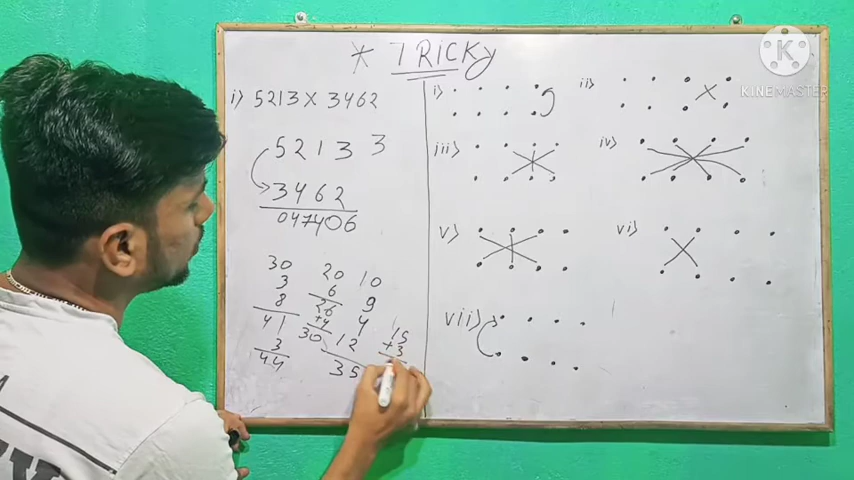 * TRICKY
i) 5213 x 3462
5213 3
3462
047406
30
3
8
41
3
44
20
6
26
+4
30
10
9
4
12
35
15
+3
i)
ii)
iii)
iv)
v)
vi)
vii)
K
KINEMASTER